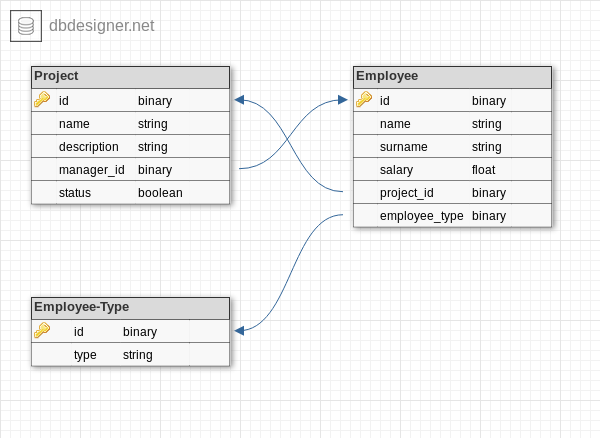 dbdesigner.net
Project
id binary
name string
description string
manager_id binary
status boolean
Employee
id binary
name string
surname string
salary float
project_id binary
employee_type binary
Employee-Type
id binary
type string